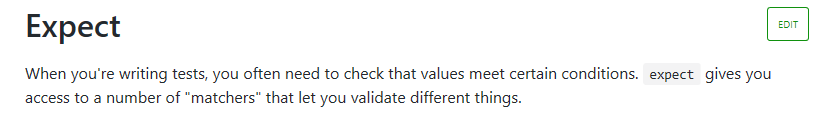 Expect
EDIT
When you're writing tests, you often need to check that values meet certain conditions. expect gives you
access to a number of "matchers" that let you validate different things.